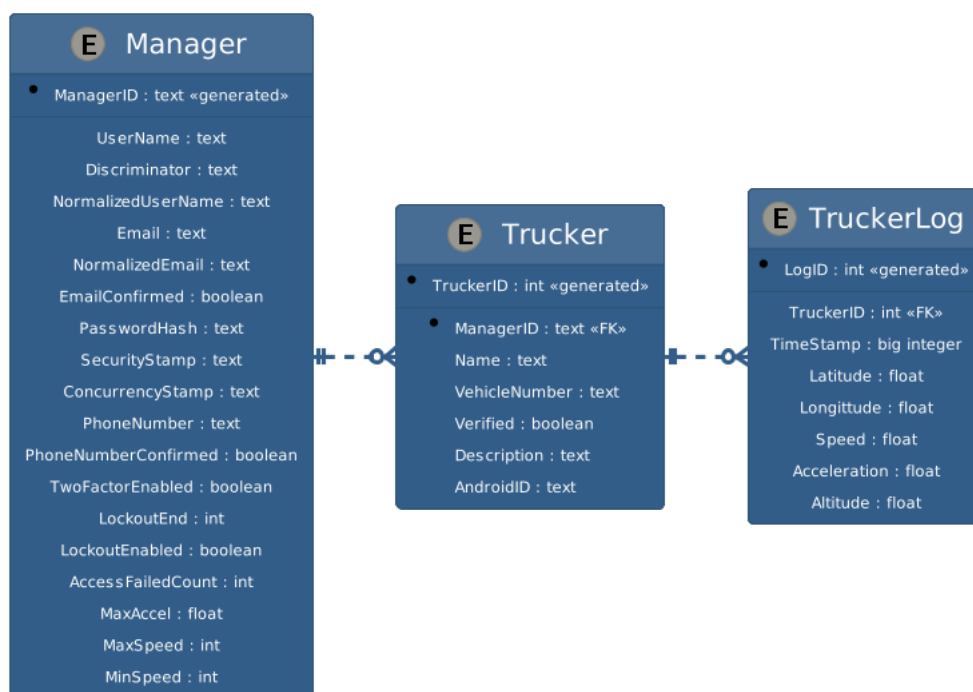 E Manager
ManagerID : text «generated»
UserName : text
Discriminator : text
NormalizedUserName : text
Email : text
NormalizedEmail : text
EmailConfirmed : boolean
PasswordHash : text
SecurityStamp : text
ConcurrencyStamp : text
PhoneNumber : text
PhoneNumberConfirmed : boolean
TwoFactorEnabled : boolean
LockoutEnd : int
LockoutEnabled : boolean
AccessFailedCount : int
MaxAccel : float
MaxSpeed : int
MinSpeed : int
E Trucker
TruckerID : int «generated»
ManagerID : text «FK»
Name : text
VehicleNumber : text
Verified : boolean
Description : text
AndroidID : text
E TruckerLog
LogID : int «generated»
TruckerID : int «FK»
TimeStamp : big integer
Latitude : float
Longittude : float
Speed : float
Acceleration : float
Altitude : float